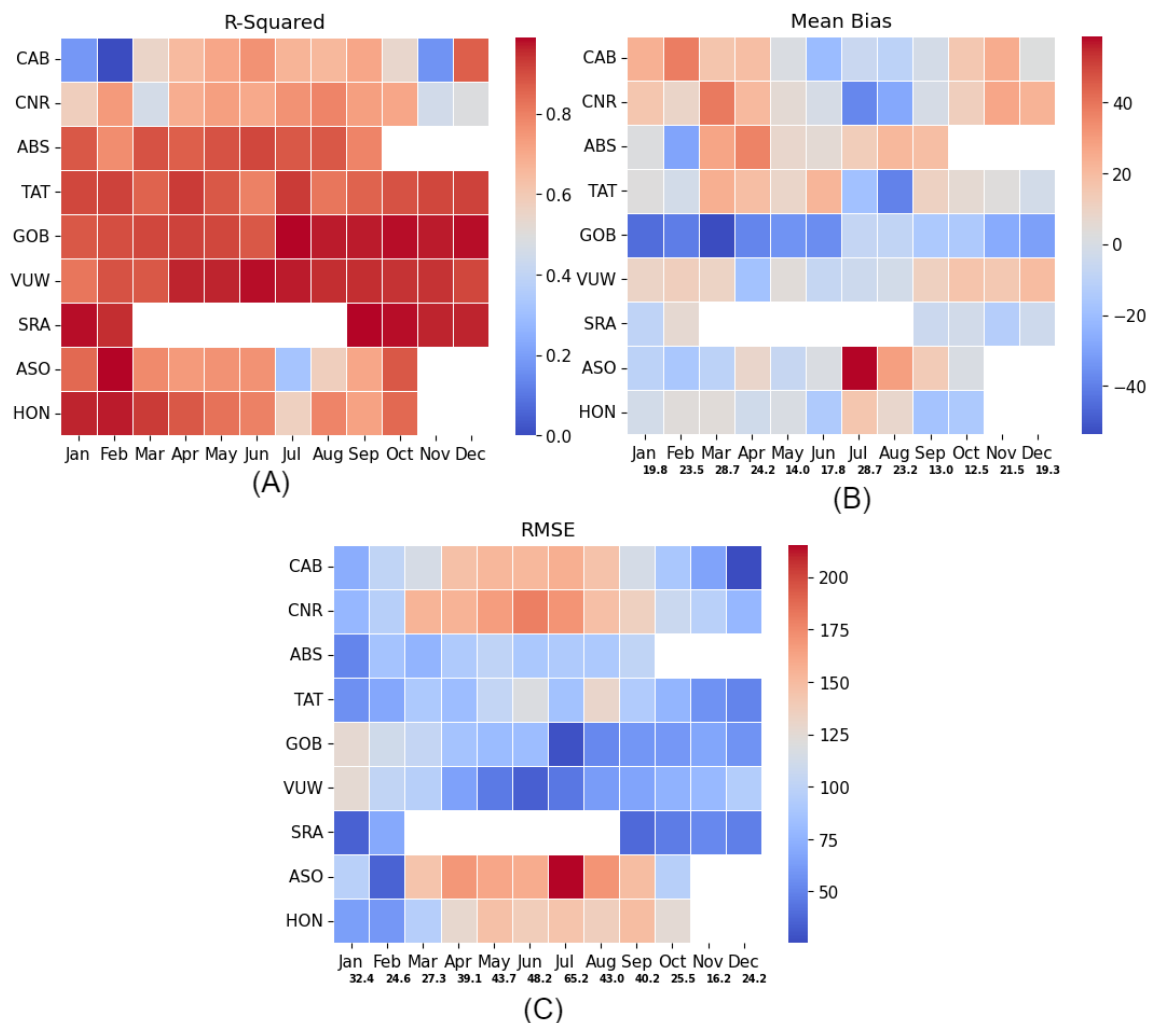 R-Squared
CAB
CNR
ABS
TAT
GOB
VUW
SRA
ASO
HON
Jan Feb Mar Apr May Jun Jul Aug Sep Oct Nov Dec
0.8
0.6
0.4
0.2
0.0
(A)
Mean Bias
CAB
CNR
ABS
TAT
GOB
VUW
SRA
ASO
HON
Jan Feb Mar Apr May Jun Jul Aug Sep Oct Nov Dec
19.8 23.5 28.7 24.2 14.0 17.8 28.7 23.2 13.0 12.5 21.5 19.3
40
20
0
−20
−40
(B)
RMSE
CAB
CNR
ABS
TAT
GOB
VUW
SRA
ASO
HON
Jan Feb Mar Apr May Jun Jul Aug Sep Oct Nov Dec
32.4 24.6 27.3 39.1 43.7 48.2 65.2 43.0 40.2 25.5 16.2 24.2
200
175
150
125
100
75
50
(C)